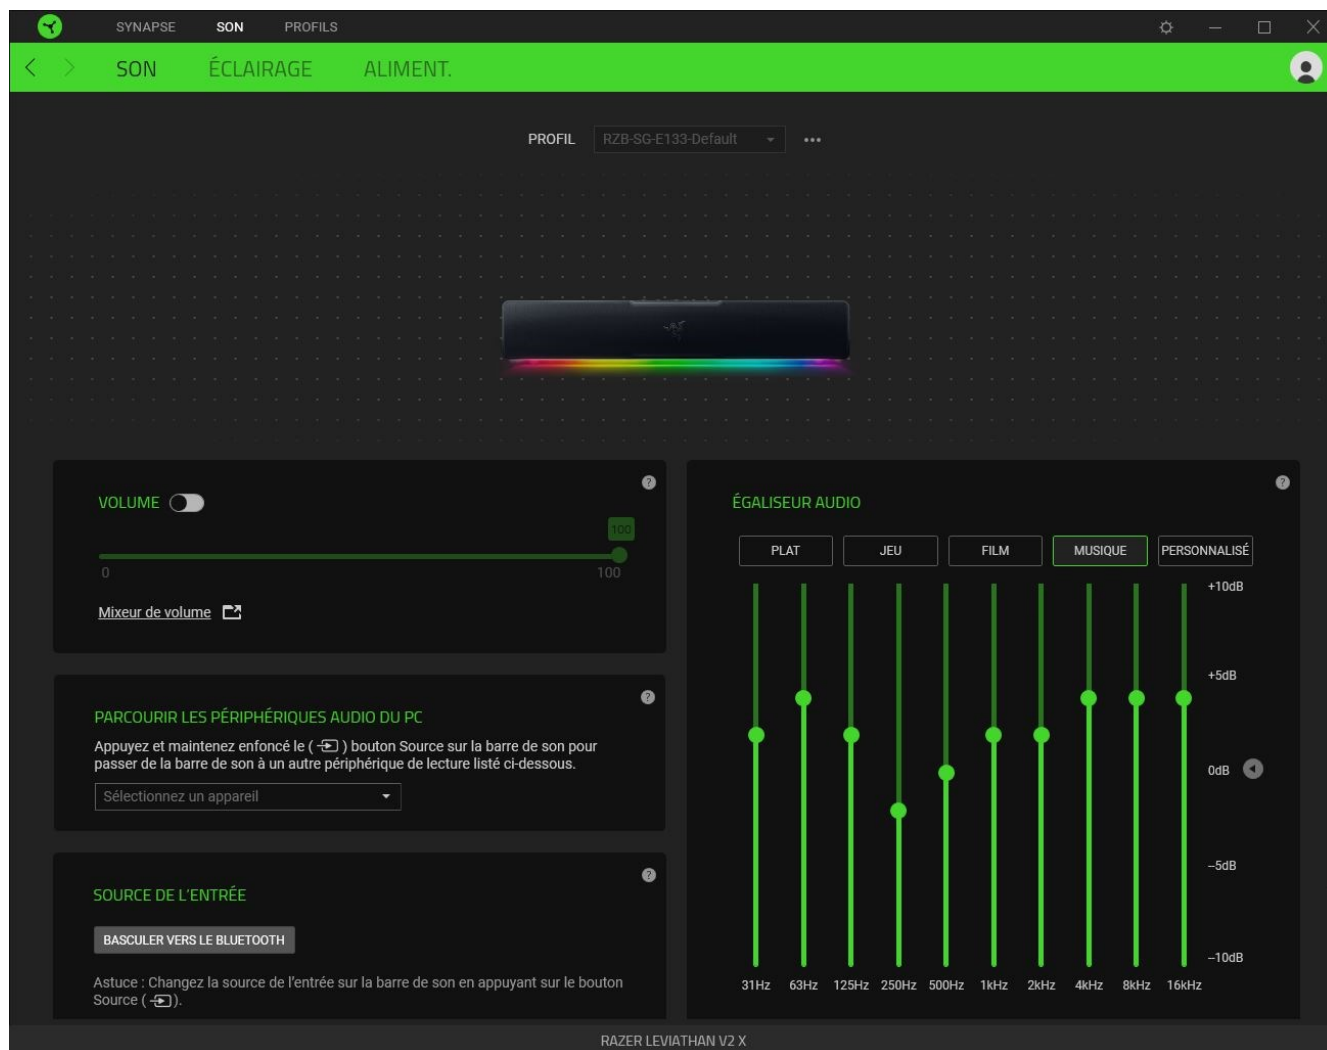 SYNAPSE SON PROFILS
SON ÉCLAIRAGE ALIMENT.
PROFIL RZB-SG-E133-Default
VOLUME
100
0 100
Mixeur de volume
PARCOURIR LES PÉRIPHÉRIQUES AUDIO DU PC
Appuyez et maintenez enfoncé le ( ) bouton Source sur la barre de son pour
passer de la barre de son à un autre périphérique de lecture listé ci-dessous.
Sélectionnez un appareil
SOURCE DE L'ENTRÉE
BASCULER VERS LE BLUETOOTH
Astuce : Changez la source de l'entrée sur la barre de son en appuyant sur le bouton
Source ( ).
ÉGALISEUR AUDIO
PLAT JEU FILM MUSIQUE PERSONNALISÉ
+10dB
+5dB
0dB
–5dB
–10dB
31Hz 63Hz 125Hz 250Hz 500Hz 1kHz 2kHz 4kHz 8kHz 16kHz
RAZER LEVIATHAN V2 X